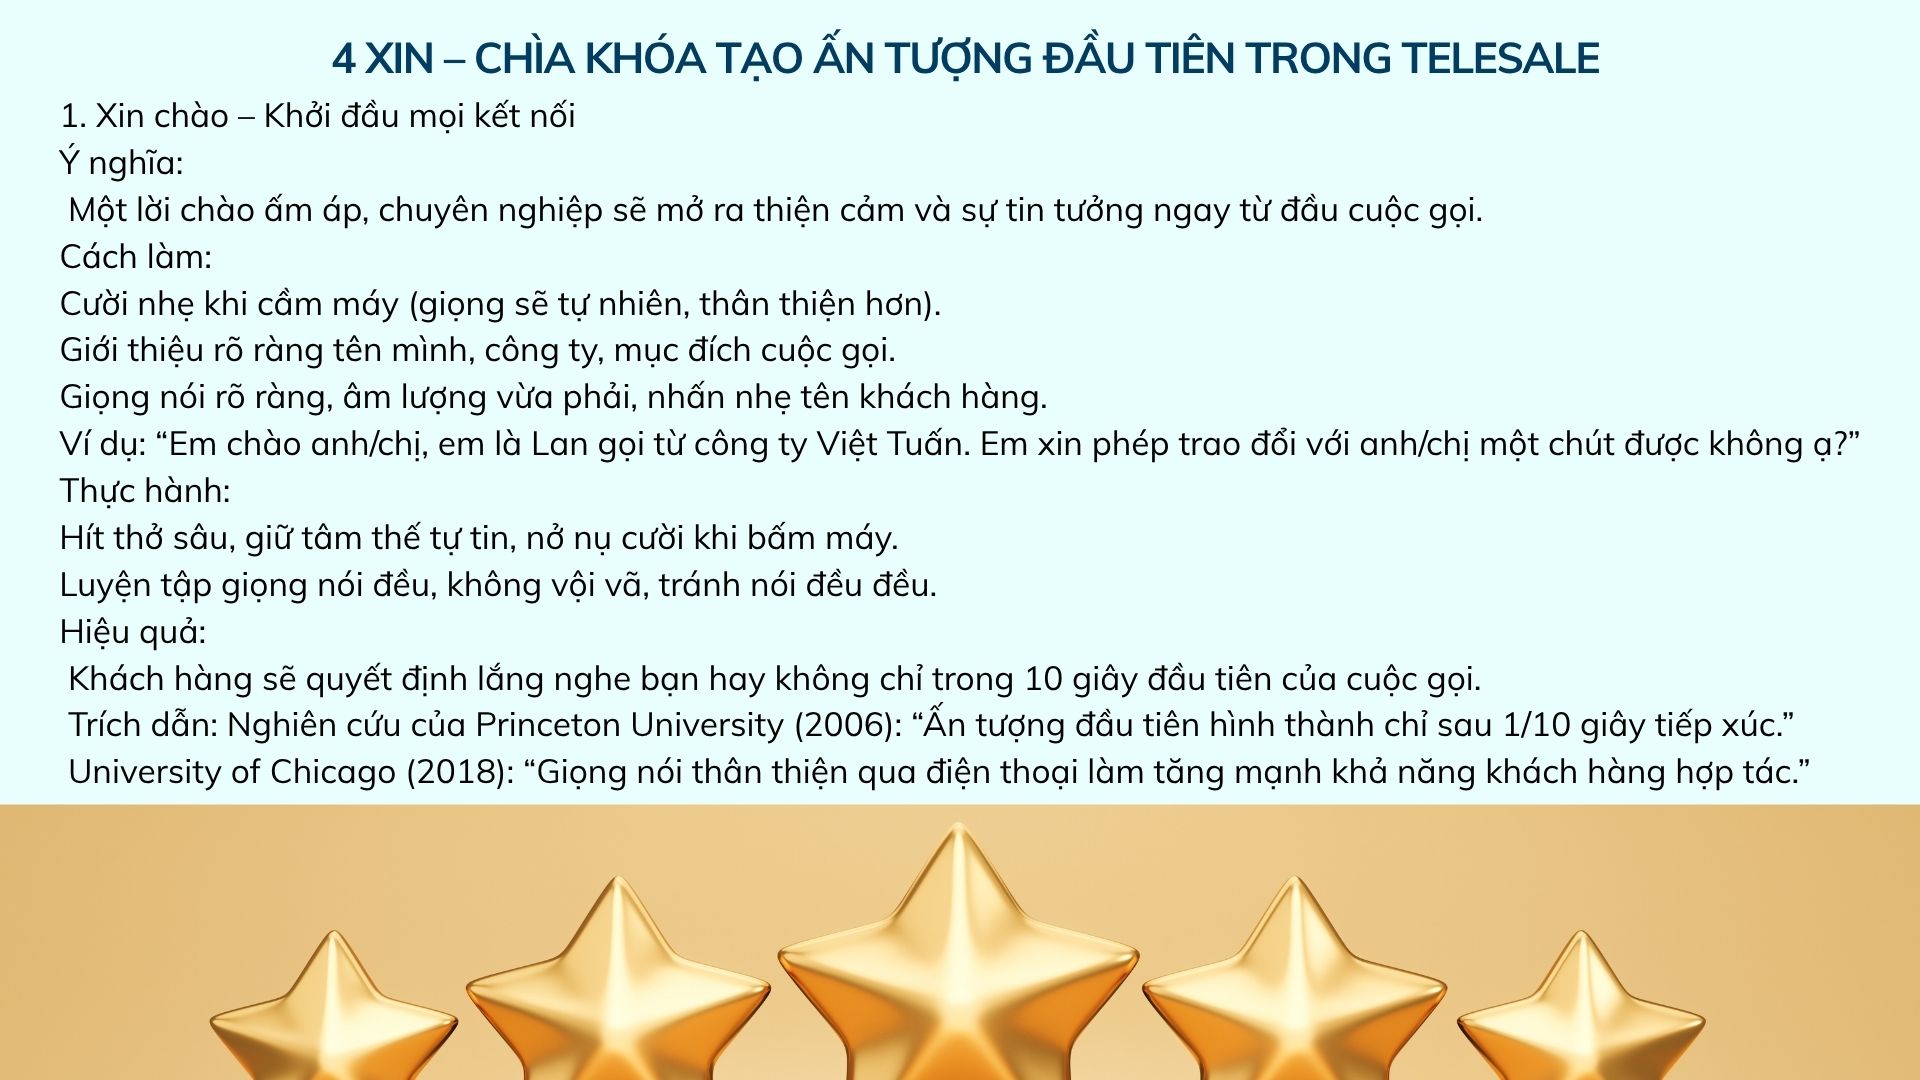 4 XIN – CHÌA KHÓA TẠO ẤN TƯỢNG ĐẦU TIÊN TRONG TELESALE
1. Xin chào – Khởi đầu mọi kết nối
Ý nghĩa:
Một lời chào ấm áp, chuyên nghiệp sẽ mở ra thiện cảm và sự tin tưởng ngay từ đầu cuộc gọi.
Cách làm:
Cười nhẹ khi cầm máy (giọng sẽ tự nhiên, thân thiện hơn).
Giới thiệu rõ ràng tên mình, công ty, mục đích cuộc gọi.
Giọng nói rõ ràng, âm lượng vừa phải, nhấn nhẹ tên khách hàng.
Ví dụ: “Em chào anh/chị, em là Lan gọi từ công ty Việt Tuấn. Em xin phép trao đổi với anh/chị một chút được không ạ?”
Thực hành:
Hít thở sâu, giữ tâm thế tự tin, nở nụ cười khi bấm máy.
Luyện tập giọng nói đều, không vội vã, tránh nói đều đều.
Hiệu quả:
Khách hàng sẽ quyết định lắng nghe bạn hay không chỉ trong 10 giây đầu tiên của cuộc gọi.
Trích dẫn: Nghiên cứu của Princeton University (2006): “Ấn tượng đầu tiên hình thành chỉ sau 1/10 giây tiếp xúc.”
University of Chicago (2018): “Giọng nói thân thiện qua điện thoại làm tăng mạnh khả năng khách hàng hợp tác.”